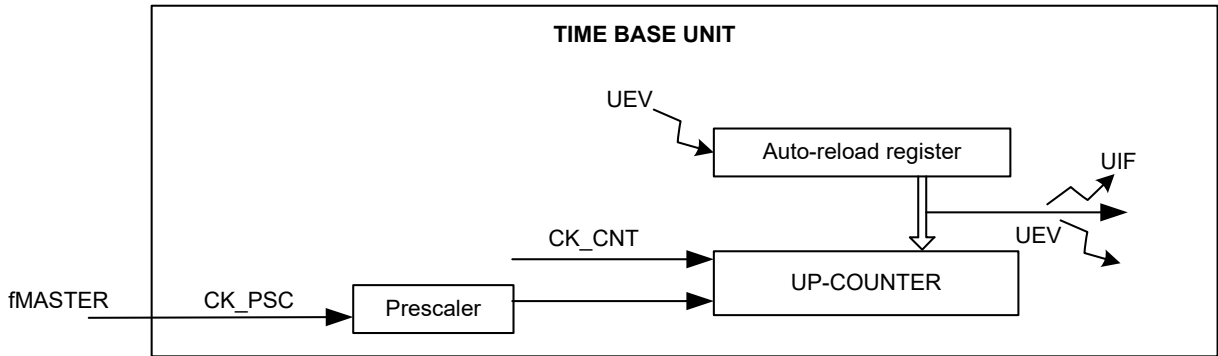 TIME BASE UNIT
UEV
Auto-reload register
UIF
CK_CNT
UEV
UP-COUNTER
fMASTER
CK_PSC
Prescaler